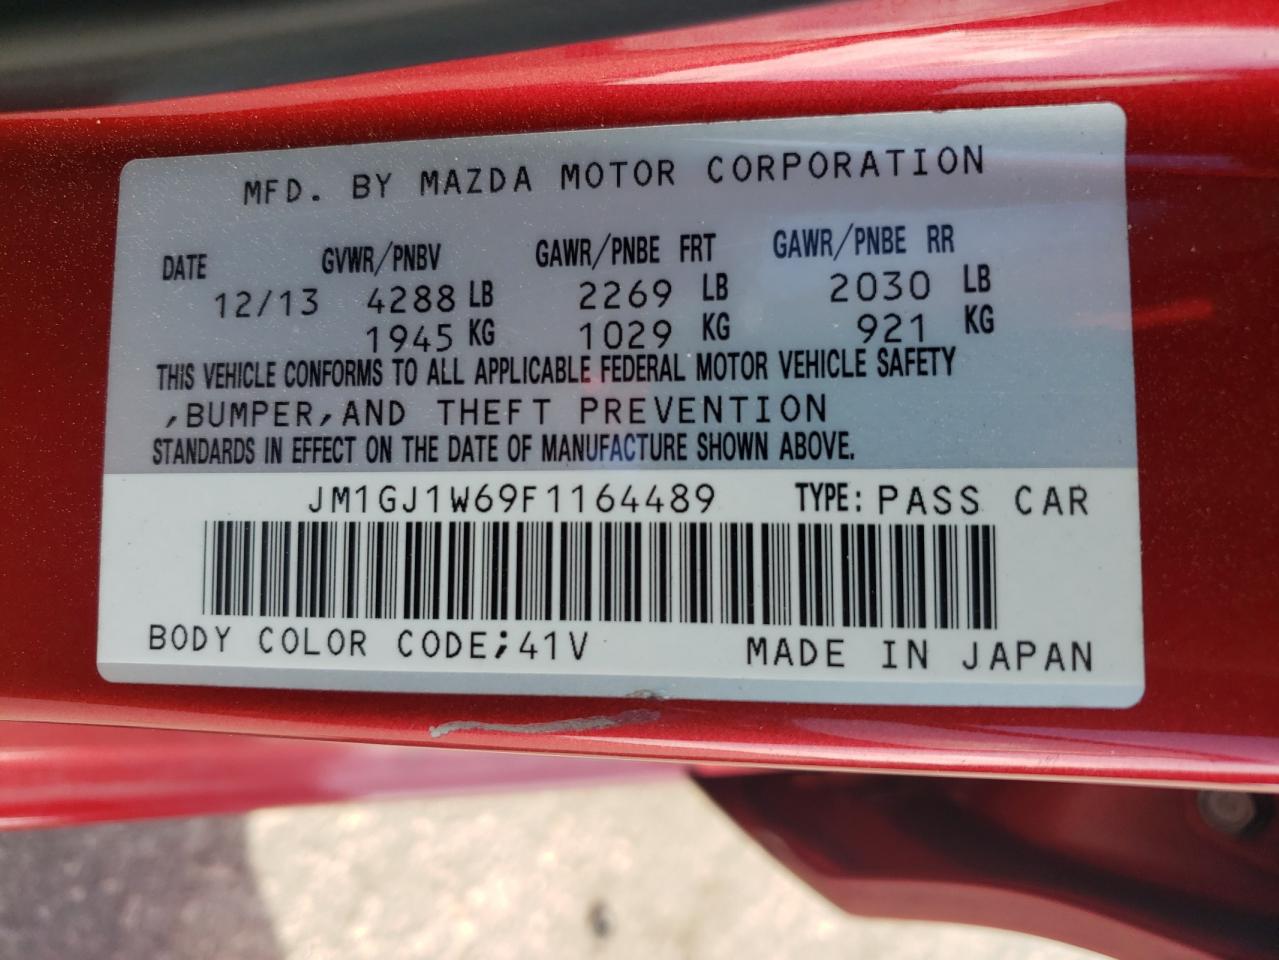 MFD. BY MAZDA MOTOR CORPORATION
DATE GVWR/PNBV GAWR/PNBE FRT GAWR/PNBE RR
12/13 4288 LB 2269 LB 2030 LB
1945 KG 1029 KG 921 KG
THIS VEHICLE CONFORMS TO ALL APPLICABLE FEDERAL MOTOR VEHICLE SAFETY
,BUMPER,AND THEFT PREVENTION
STANDARDS IN EFFECT ON THE DATE OF MANUFACTURE SHOWN ABOVE.
JM1GJ1W69F1164489 TYPE: PASS CAR
BODY COLOR CODE;41V MADE IN JAPAN